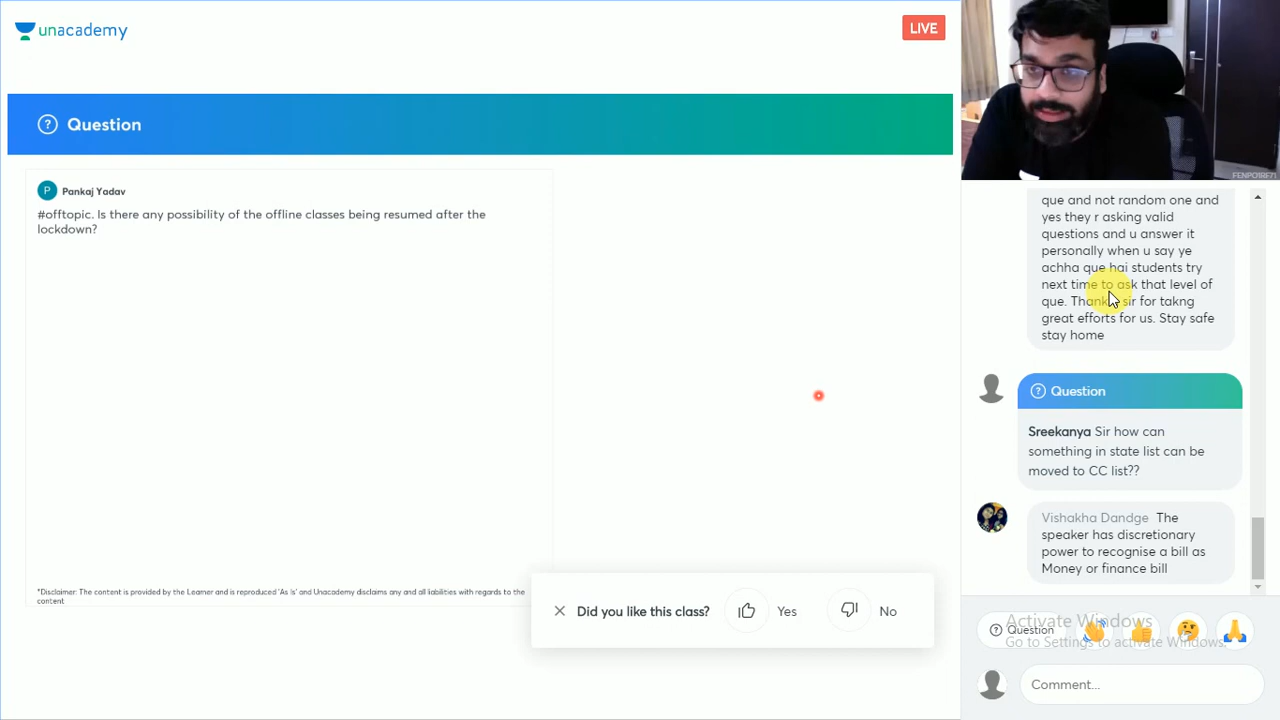 unacademy
LIVE
Question
P
Pankaj Yadav
#offtopic. Is there any possibility of the offline classes being resumed after the
lockdown?
*Disclaimer: The content is provided by the Learner and is reproduced 'As Is' and Unacademy disclaims any and all liabilities with regards to the
content
Did you like this class?
Yes
No
FENPO1RF71
que and not random one and
yes they r asking valid
questions and u answer it
personally when u say ye
achha que hai students try
next time to ask that level of
que. sir for takng
great efforts for us. Stay safe
stay home
Question
Sreekanya Sir how can
something in state list can be
moved to CC list??
Vishakha Dandge The
speaker has discretionary
power to recognise a bill as
Money or finance bill
Question
Activate Windows
Go to Settings to activate Windows.
Comment...